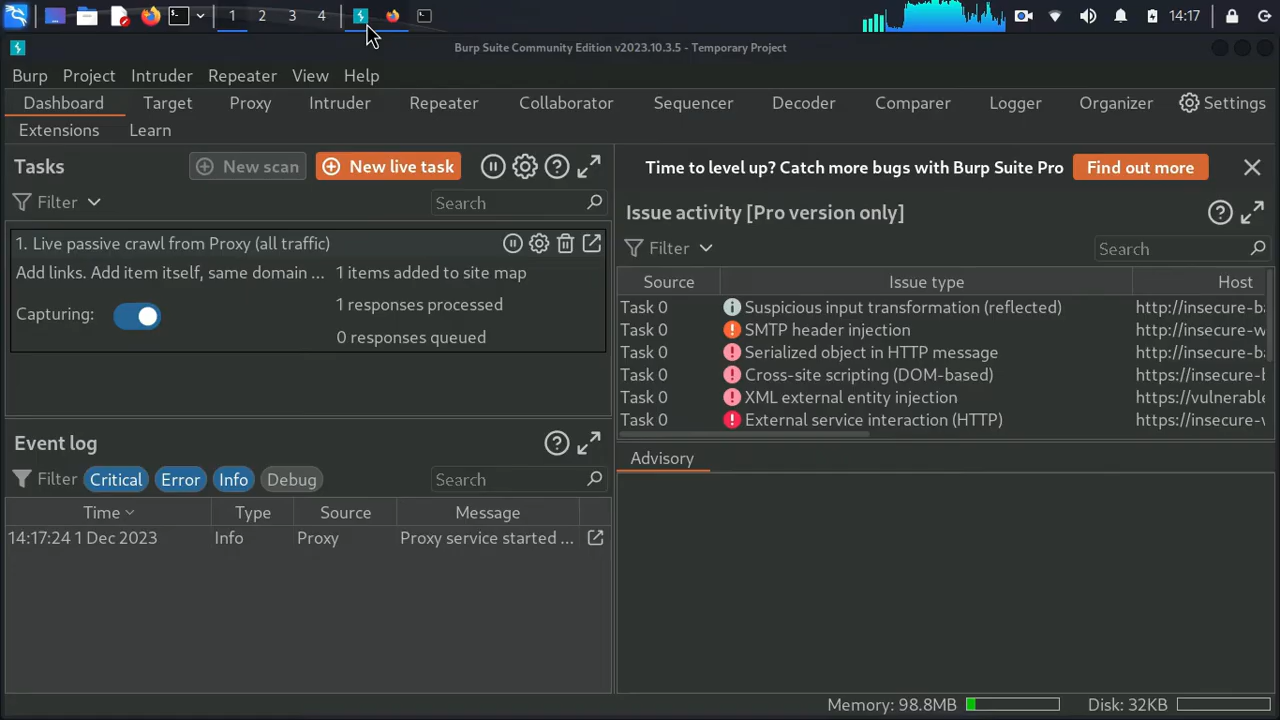 1 2 3 4 14:17
Burp Suite Community Edition v2023.10.3.5 - Temporary Project
Burp Project Intruder Repeater View Help
Dashboard Target Proxy Intruder Repeater Collaborator Sequencer Decoder Comparer Logger Organizer Settings
Extensions Learn
Tasks New scan New live task
Filter Search
1. Live passive crawl from Proxy (all traffic)
Add links. Add item itself, same domain ... 1 items added to site map
1 responses processed
Capturing:
0 responses queued
Event log
Filter Critical Error Info Debug Search
Time Type Source Message
14:17:24 1 Dec 2023 Info Proxy Proxy service started ...
Time to level up? Catch more bugs with Burp Suite Pro Find out more
Issue activity [Pro version only]
Filter Search
Source Issue type Host
Task 0 Suspicious input transformation (reflected) http://insecure-ba
Task 0 SMTP header injection http://insecure-w
Task 0 Serialized object in HTTP message http://insecure-ba
Task 0 Cross-site scripting (DOM-based) https://insecure-b
Task 0 XML external entity injection https://vulnerable
Task 0 External service interaction (HTTP) https://insecure-
Advisory
Memory: 98.8MB Disk: 32KB